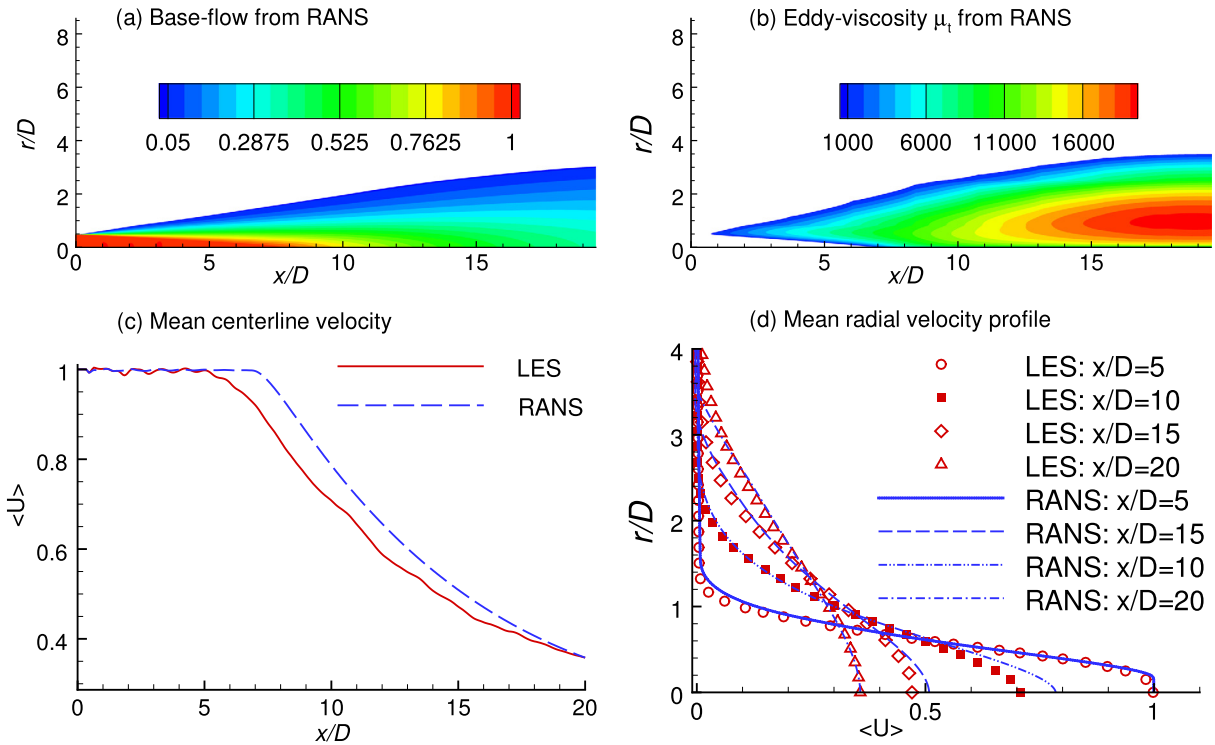 (a) Base-flow from RANS
8
6
4
2
0
r/D
0.05 0.2875 0.525 0.7625 1
0 5 10 15
x/D
(b) Eddy-viscosity μt from RANS
8
6
4
2
0
r/D
1000 6000 11000 16000
0 5 10 15
x/D
(c) Mean centerline velocity
1
0.8
0.6
0.4
<U>
LES
RANS
0 5 10 15 20
x/D
(d) Mean radial velocity profile
4
3
2
1
0
r/D
LES: x/D=5
LES: x/D=10
LES: x/D=15
LES: x/D=20
RANS: x/D=5
RANS: x/D=15
RANS: x/D=10
RANS: x/D=20
0 0.5 1
<U>